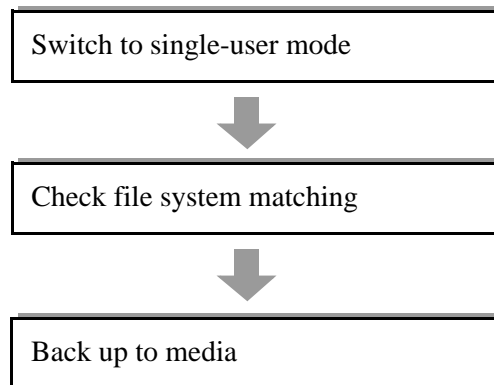 Switch to single-user mode
Check file system matching
Back up to media